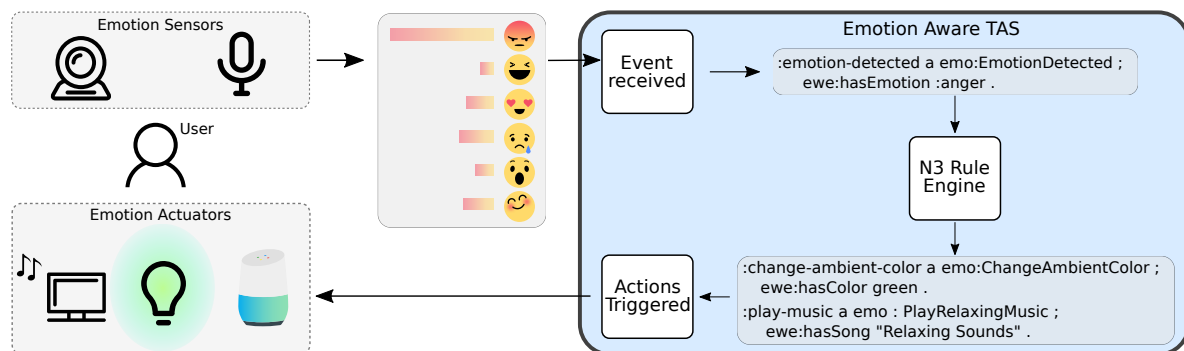 Emotion Sensors
User
Emotion Actuators
Emotion Aware TAS
Event
received
:emotion-detected a emo:EmotionDetected ;
ewe:hasEmotion :anger .
N3 Rule
Engine
:change-ambient-color a emo:ChangeAmbientColor ;
ewe:hasColor green .
:play-music a emo : PlayRelaxingMusic ;
ewe:hasSong "Relaxing Sounds" .
Actions
Triggered